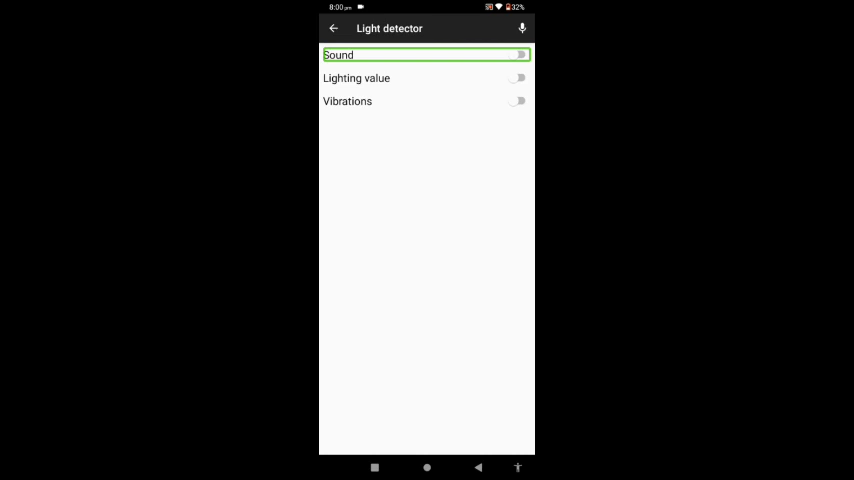 8:00 pm 32%
Light detector
Sound
Lighting value
Vibrations